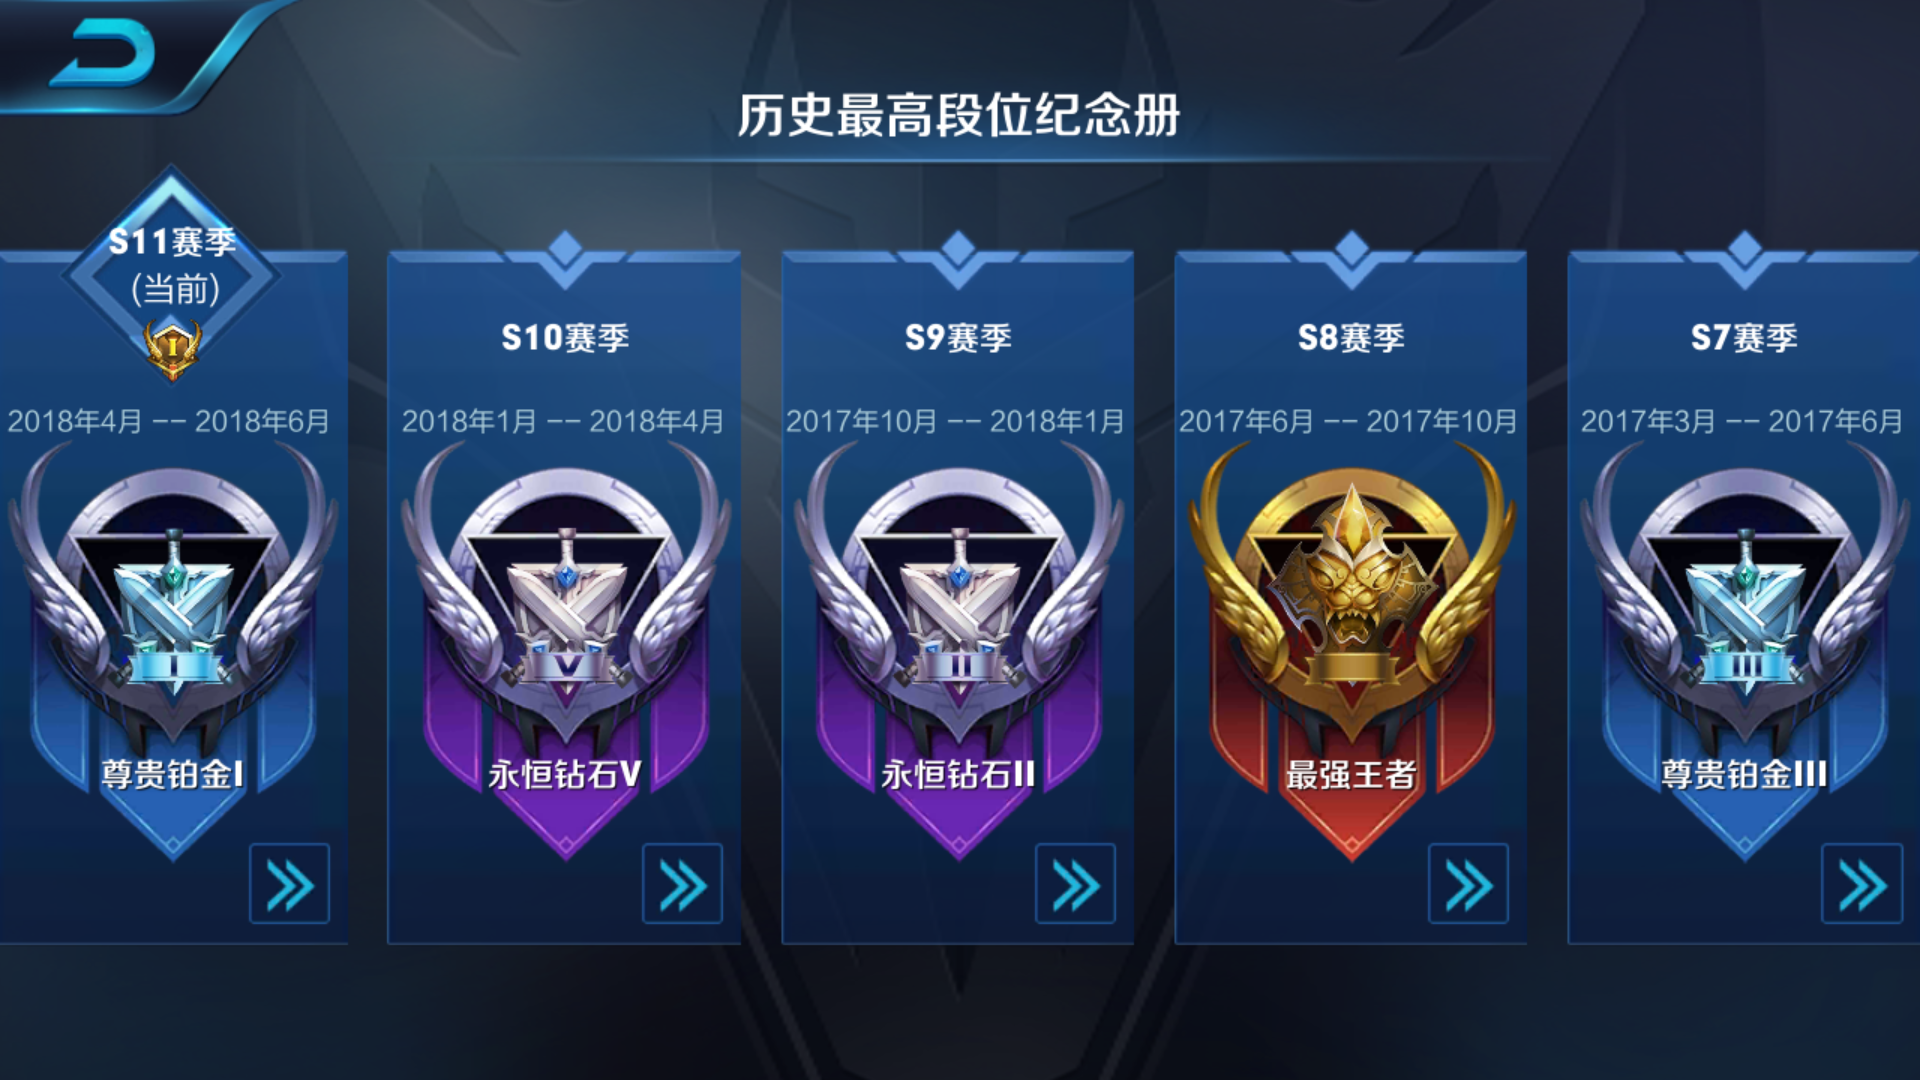 历史最高段位纪念册
S11赛季
(当前)
I
2018年4月 -- 2018年6月
I
尊贵铂金I
S10赛季
2018年1月 -- 2018年4月
V
永恒钻石V
S9赛季
2017年10月 -- 2018年1月
II
永恒钻石II
S8赛季
2017年6月 -- 2017年10月
最强王者
S7赛季
2017年3月 -- 2017年6月
III
尊贵铂金III